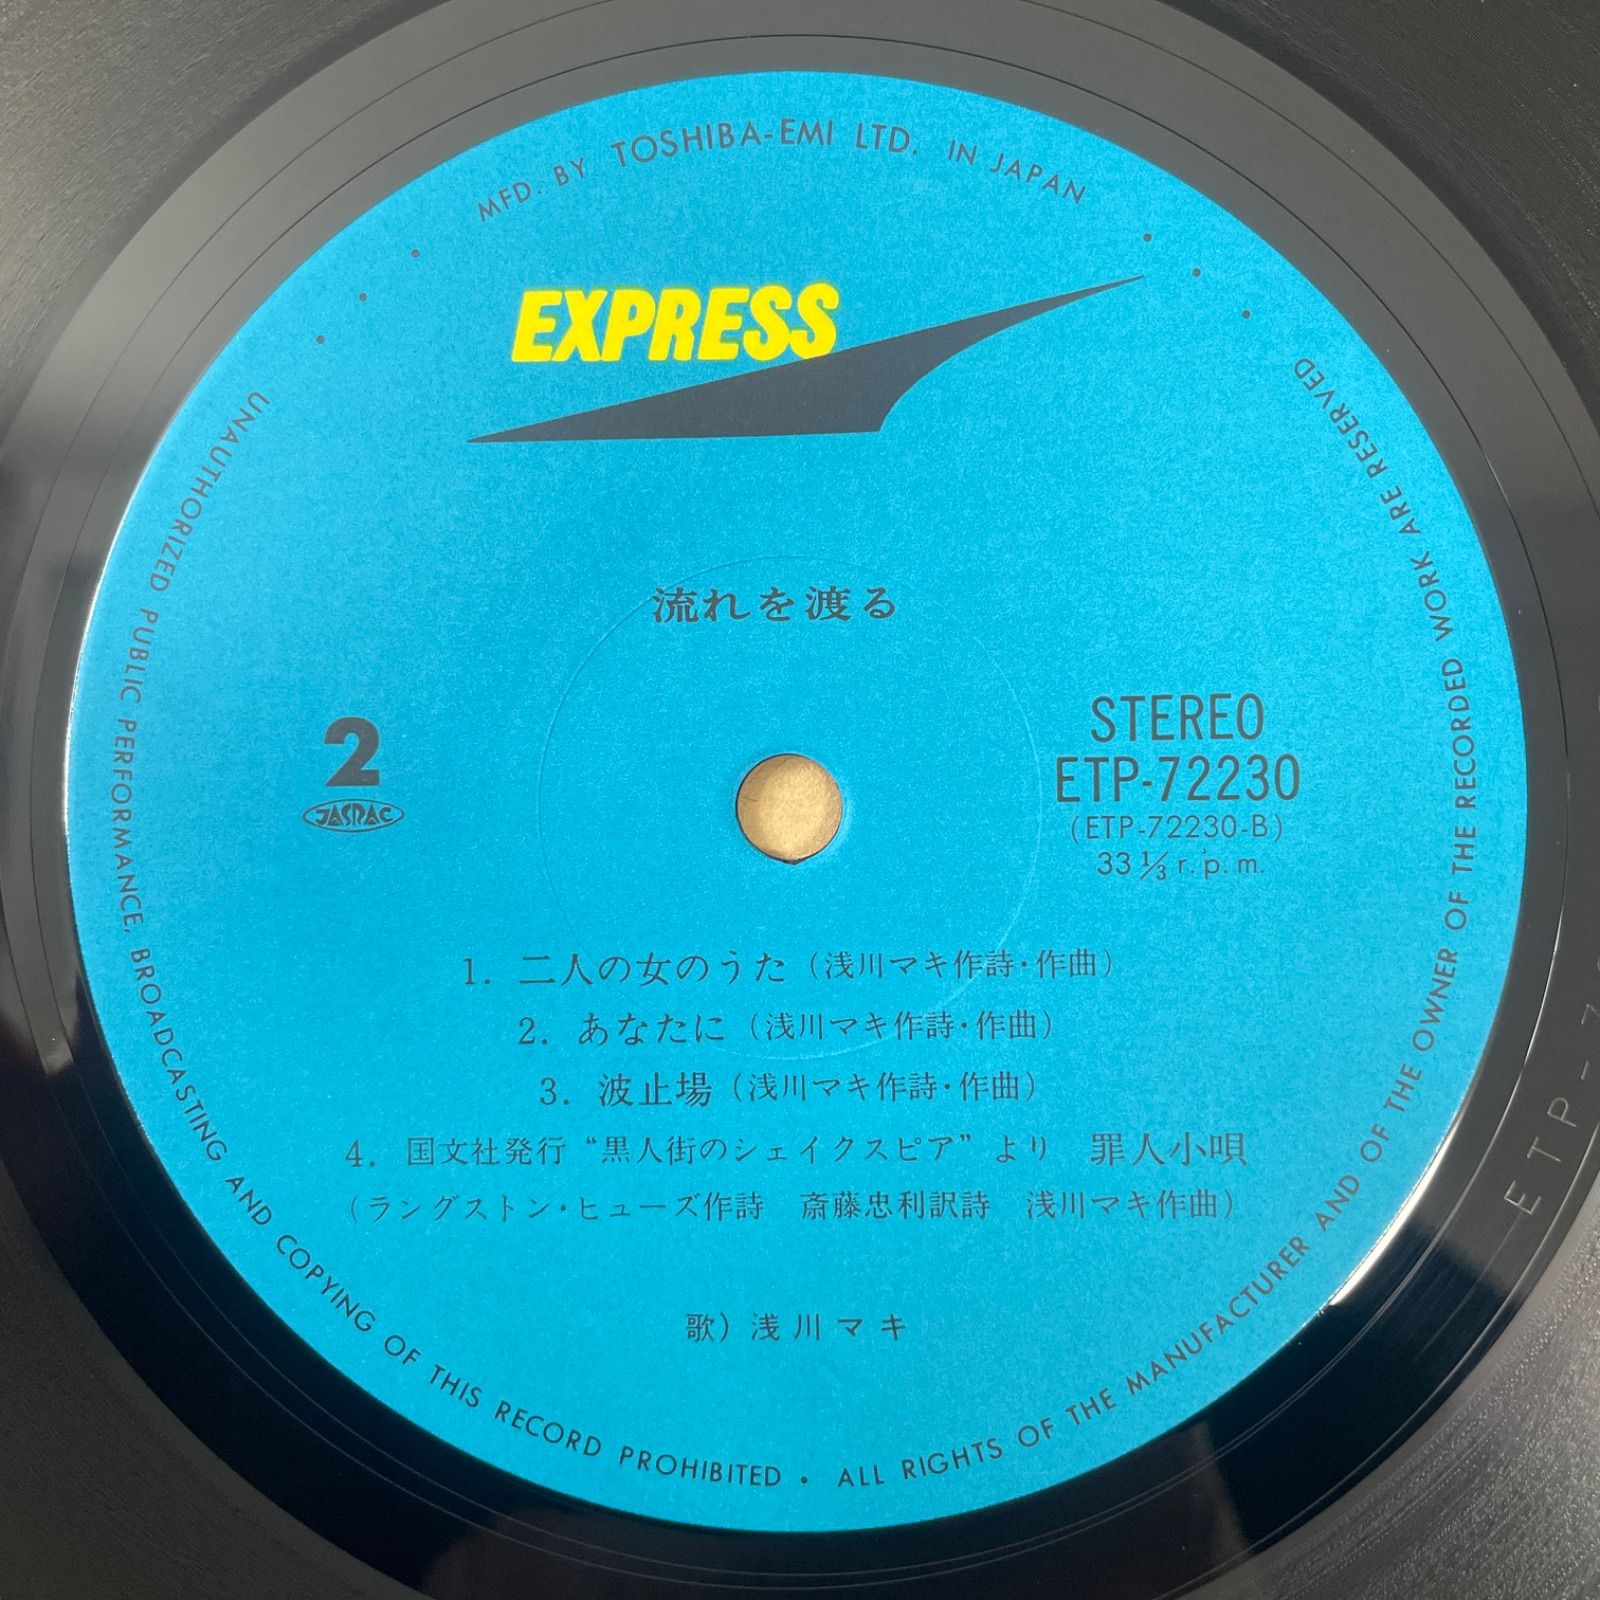 MFD. BY TOSHIBA-EMI LTD. IN JAPAN
EXPRESS
流れを渡る
2
JASRAC
STEREO
ETP-72230
(ETP-72230-B)
33 1/3 r.p.m.
1. 二人の女のうた (浅川マキ作詩・作曲)
2. あなたに (浅川マキ作詩・作曲)
3. 波止場 (浅川マキ作詩・作曲)
4. 国文社発行 “黒人街のシェイクスピア” より 罪人小唄
(ラングストン・ヒューズ作詩 斎藤忠利訳詩 浅川マキ作曲)
歌) 浅川マキ
UNAUTHORIZED PUBLIC PERFORMANCE, BROADCASTING AND COPYING OF THIS RECORD PROHIBITED • ALL RIGHTS OF THE MANUFACTURER AND OF THE OWNER OF THE RECORDED WORK ARE RESERVED
ETP-7